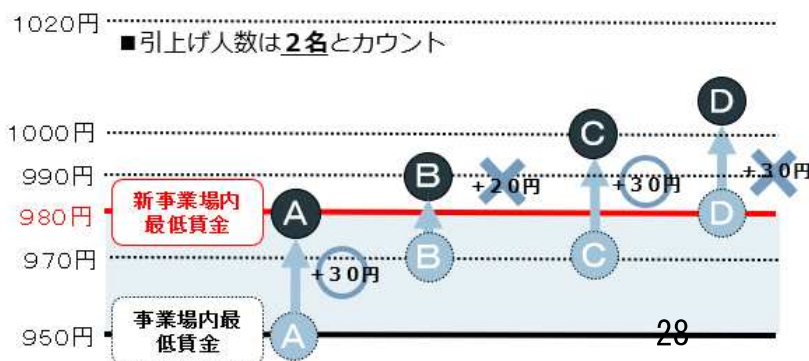 1020円
■引上げ人数は２名とカウント
D
1000円
C
990円
B
+20円
+30円
+30円
新事業場内
最低賃金
980円
A
D
970円
B
C
+30円
950円
事業場内最
低賃金
A
28